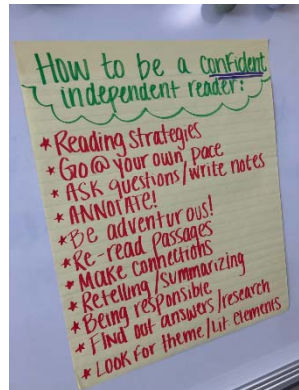 How to be a confident
independent reader:
* Reading Strategies
* Go @ your own pace
* ASK questions/write notes
* ANNOTATE!
* Be adventurous!
* Re-read Passages
* Make connections
* Retelling/summarizing
* Being responsible
* Find out answers/research
* LOOK FOR theme/Lit Elements